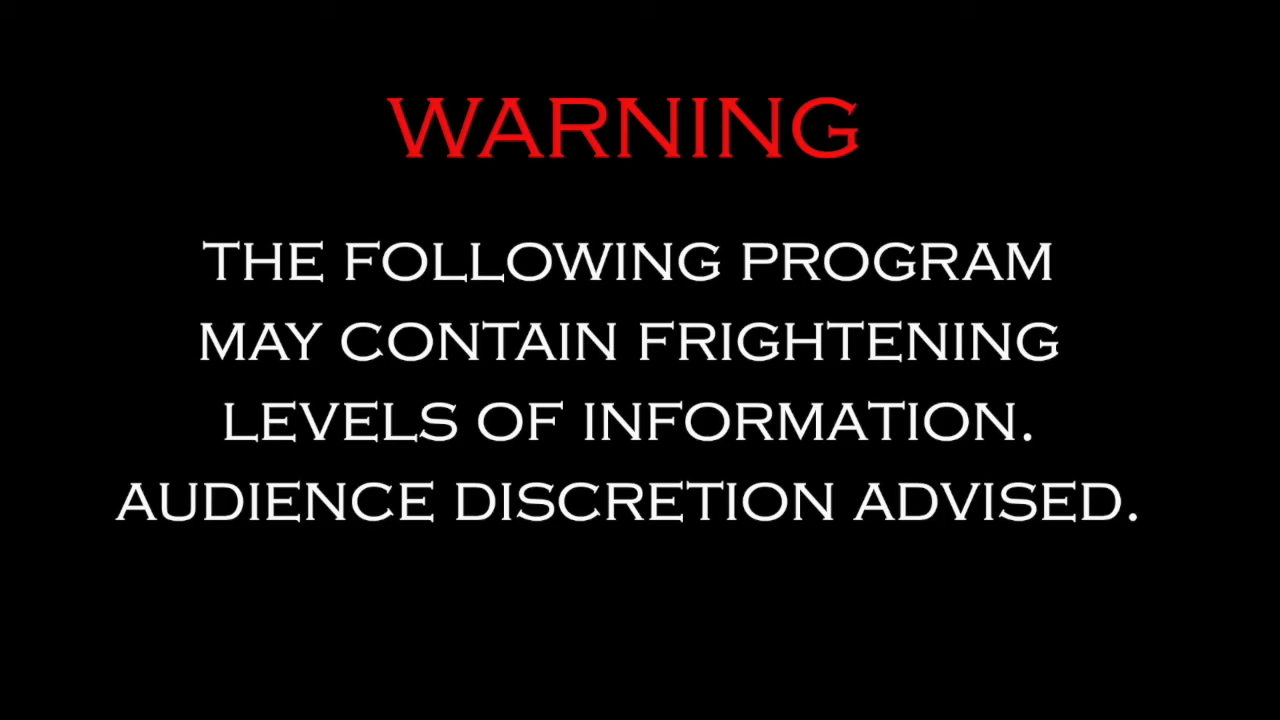 WARNING
THE FOLLOWING PROGRAM
MAY CONTAIN FRIGHTENING
LEVELS OF INFORMATION.
AUDIENCE DISCRETION ADVISED.